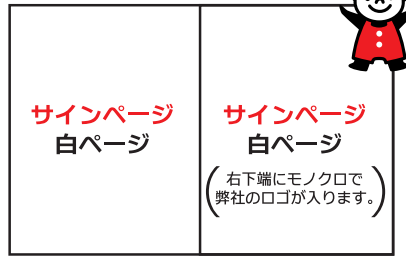 サインページ
白ページ
サインページ
白ページ
(右下端にモノクロで
弊社のロゴが入ります。)